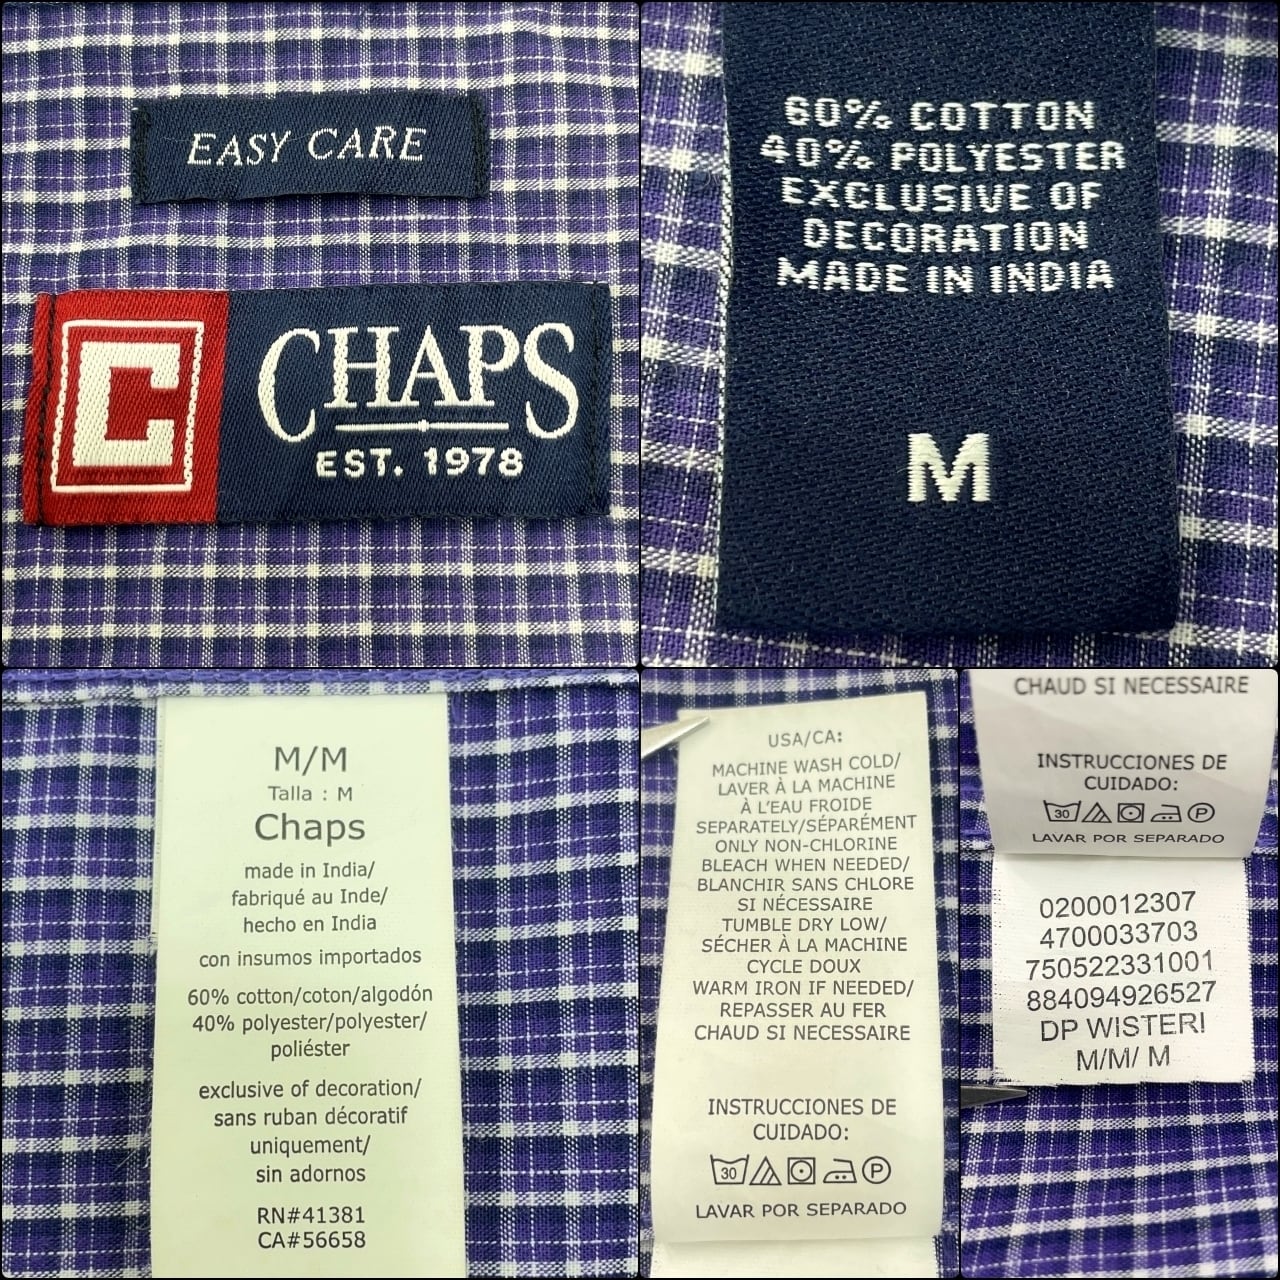 EASY CARE
C
CHAPS
EST. 1978
60% COTTON
40% POLYESTER
EXCLUSIVE OF
DECORATION
MADE IN INDIA
M
M/M
Talla : M
Chaps
made in India/
fabriqué au Inde/
hecho en India
con insumos importados
60% cotton/coton/algodón
40% polyester/polyester/
poliéster
exclusive of decoration/
sans ruban décoratif
uniquement/
sin adornos
RN#41381
CA#56658
USA/CA:
MACHINE WASH COLD/
LAVER À LA MACHINE
À L'EAU FROIDE
SEPARATELY/SÉPARÉMENT
ONLY NON-CHLORINE
BLEACH WHEN NEEDED/
BLANCHIR SANS CHLORE
SI NÉCESSAIRE
TUMBLE DRY LOW/
SÉCHER À LA MACHINE
CYCLE DOUX
WARM IRON IF NEEDED/
REPASSER AU FER
CHAUD SI NECESSAIRE
INSTRUCCIONES DE
CUIDADO:
30 P
LAVAR POR SEPARADO
CHAUD SI NECESSAIRE
INSTRUCCIONES DE
CUIDADO:
30 P
LAVAR POR SEPARADO
0200012307
4700033703
750522331001
884094926527
DP WISTERI
M/M/ M